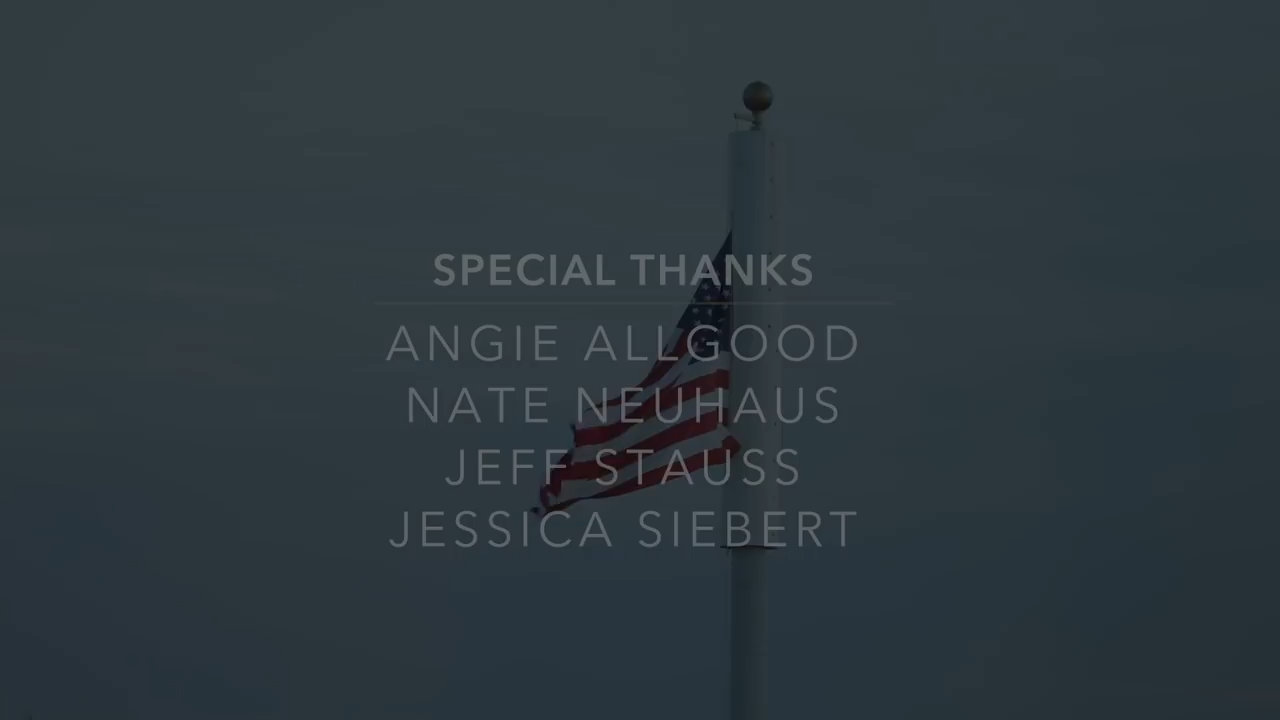 SPECIAL THANKS
ANGIE ALLGOOD
NATE NEUHAUS
JEFF STAUSS
JESSICA SIEBERT